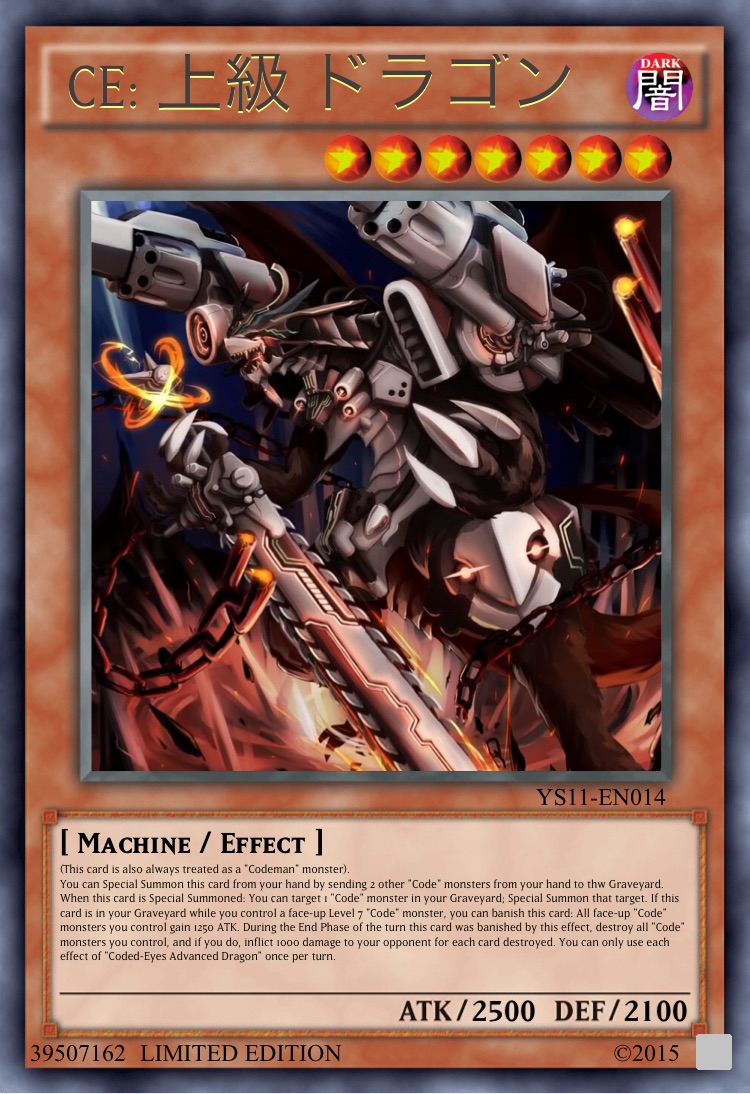 CE: 上級 ドラゴン
DARK
闇
YS11-EN014
[ Machine / Effect ]
(This card is also always treated as a "Codeman" monster).
You can Special Summon this card from your hand by sending 2 other "Code" monsters from your hand to thw Graveyard.
When this card is Special Summoned: You can target 1 "Code" monster in your Graveyard; Special Summon that target. If this
card is in your Graveyard while you control a face-up Level 7 "Code" monster, you can banish this card: All face-up "Code"
monsters you control gain 1250 ATK. During the End Phase of the turn this card was banished by this effect, destroy all "Code"
monsters you control, and if you do, inflict 1000 damage to your opponent for each card destroyed. You can only use each
effect of "Coded-Eyes Advanced Dragon" once per turn.
ATK/2500 DEF/2100
39507162 LIMITED EDITION ©2015